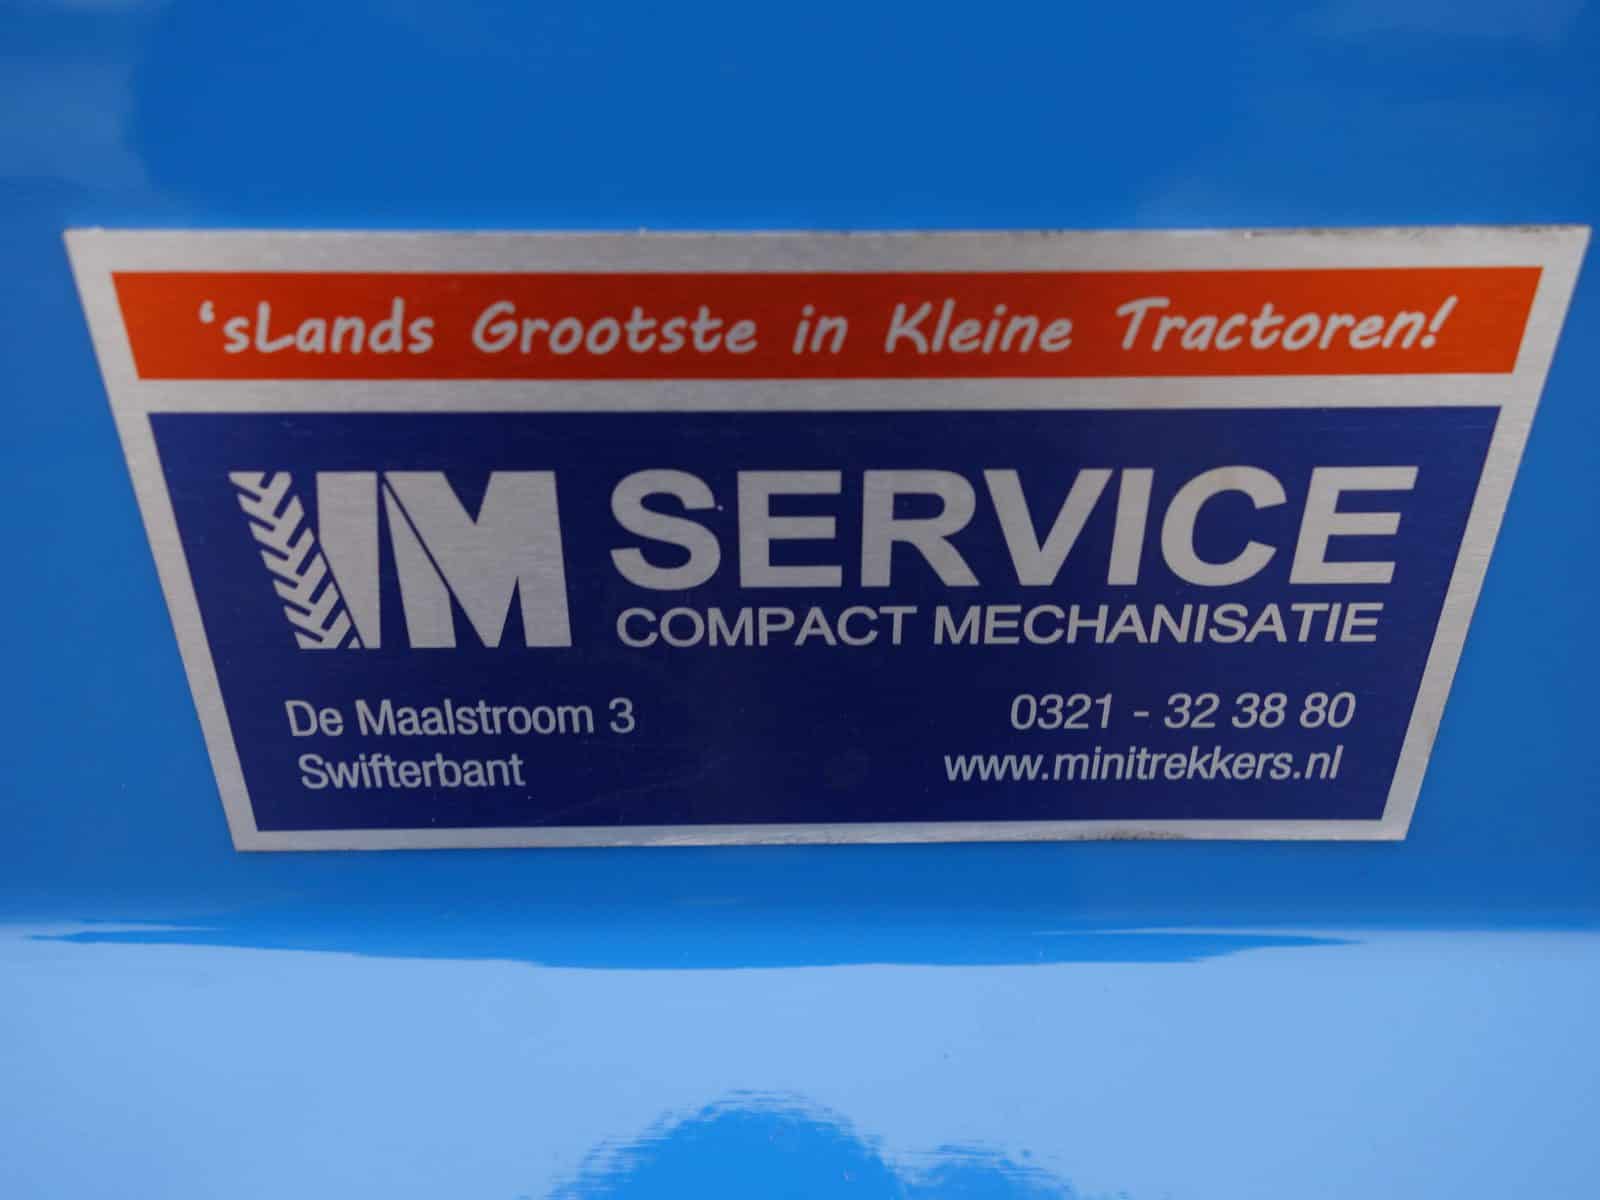 ‘sLands Grootste in Kleine Tractoren!
IM SERVICE
COMPACT MECHANISATIE
De Maalstroom 3
Swifterbant
0321 - 32 38 80
www.minitrekkers.nl